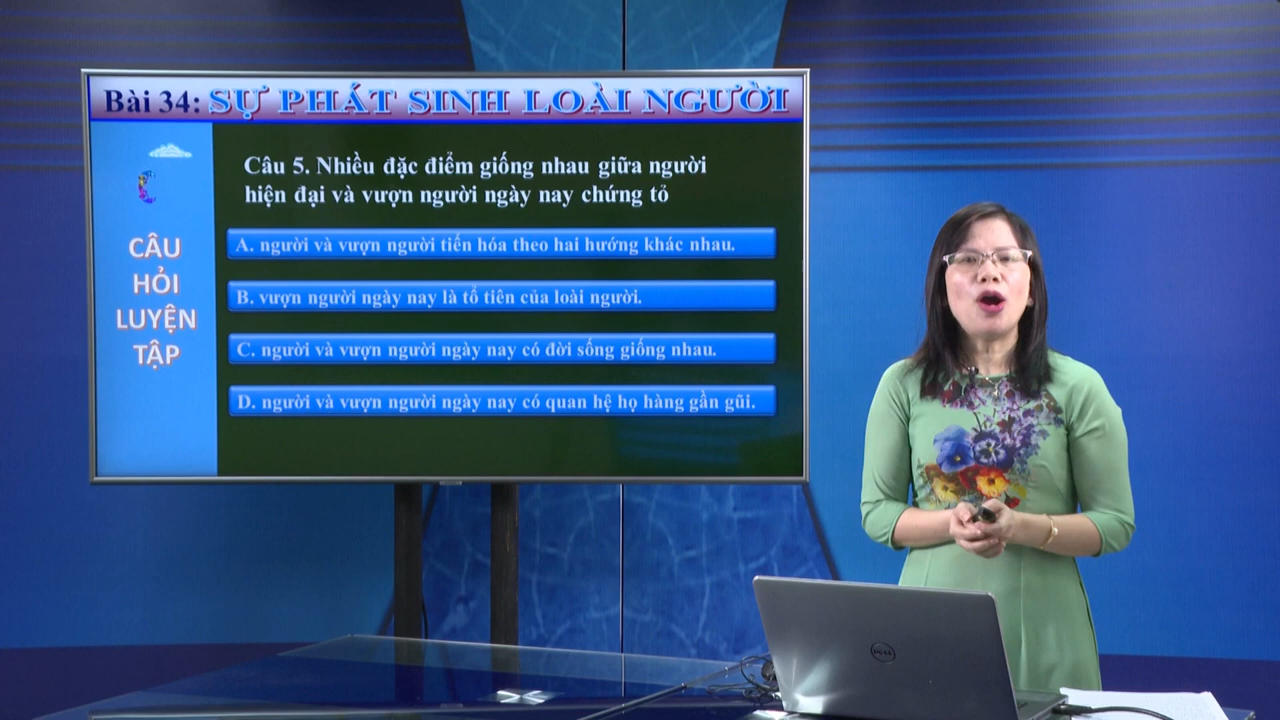 Bài 34: SỰ PHÁT SINH LOÀI NGƯỜI
CÂU
HỎI
LUYỆN
TẬP
Câu 5. Nhiều đặc điểm giống nhau giữa người
hiện đại và vượn người ngày nay chứng tỏ
A. người và vượn người tiến hóa theo hai hướng khác nhau.
B. vượn người ngày nay là tổ tiên của loài người.
C. người và vượn người ngày nay có đời sống giống nhau.
D. người và vượn người ngày nay có quan hệ họ hàng gần gũi.
DELL